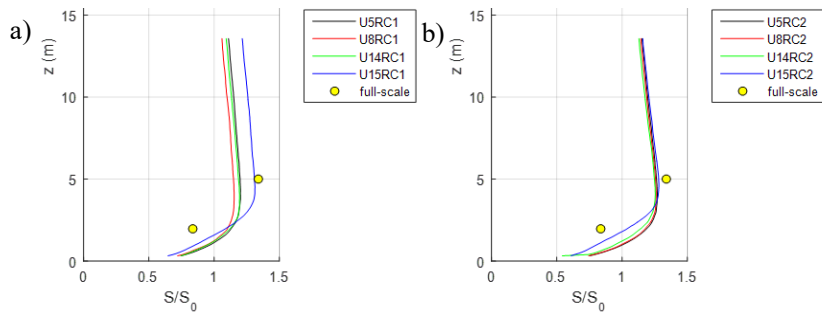 a)
z (m)
15
10
5
0
0
0.5
1
1.5
S/S0
U5RC1
U8RC1
U14RC1
U15RC1
full-scale
b)
z (m)
15
10
5
0
0
0.5
1
1.5
S/S0
U5RC2
U8RC2
U14RC2
U15RC2
full-scale